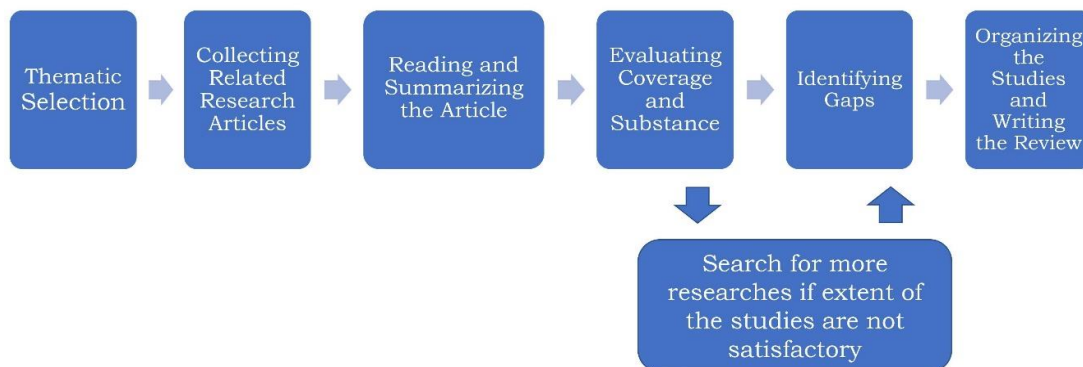 Thematic
Selection
Collecting
Related
Research
Articles
Reading and
Summarizing
the Article
Evaluating
Coverage
and
Substance
Identifying
Gaps
Organizing
the
Studies
and
Writing
the Review
Search for more
researches if extent of
the studies are not
satisfactory